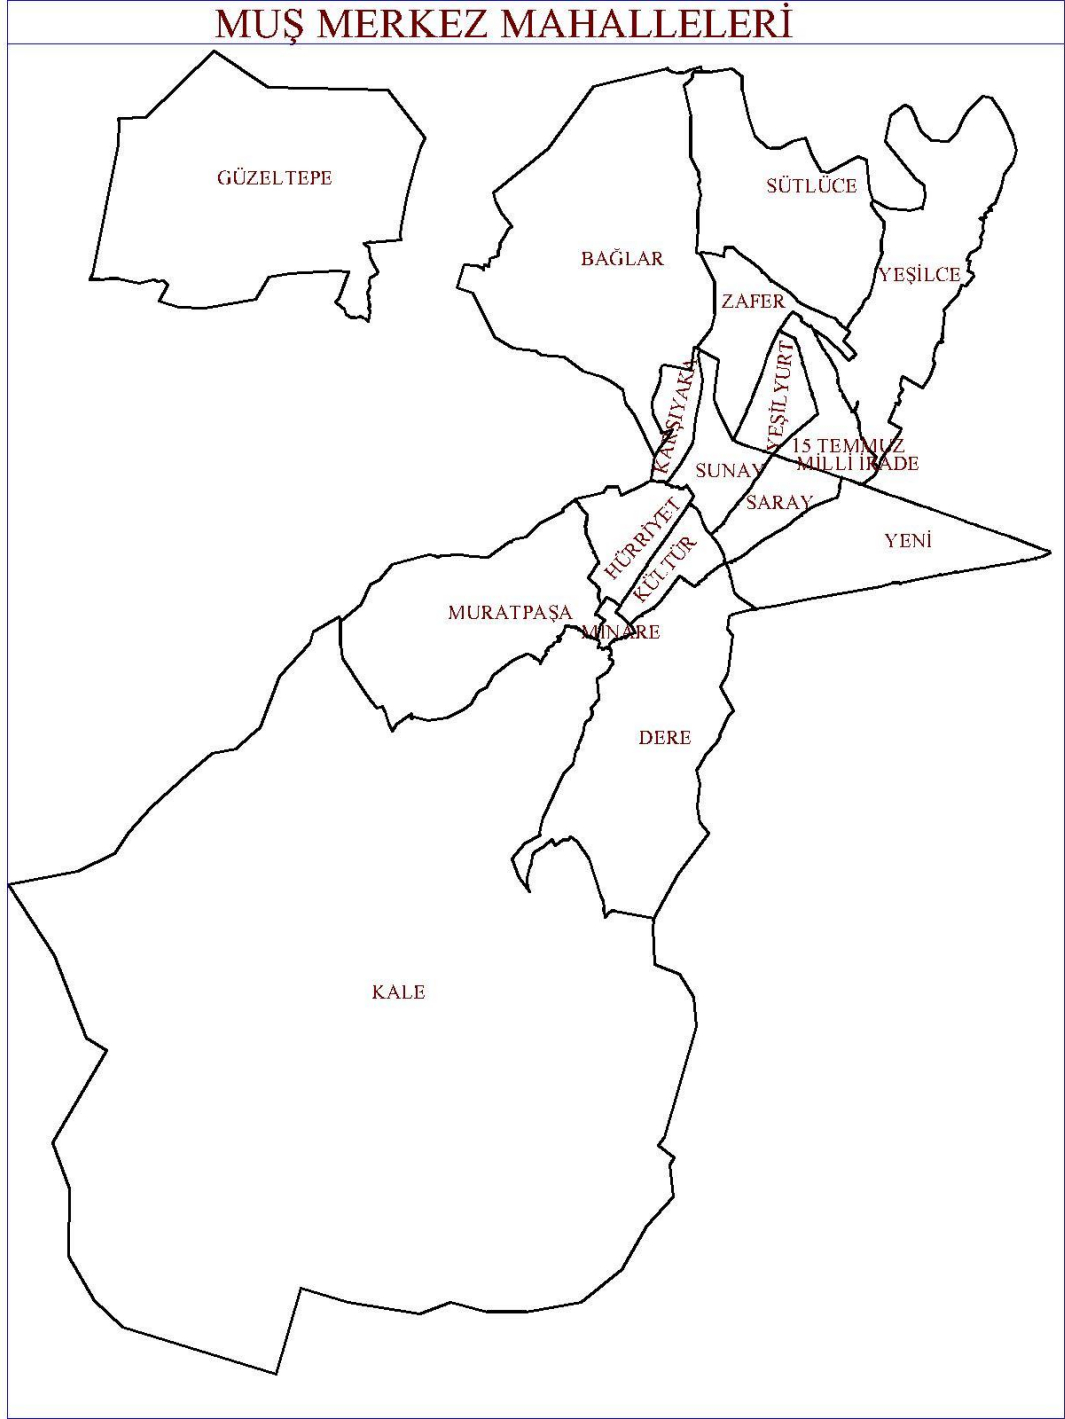 MUŞ MERKEZ MAHALLELERİ
GÜZELTEPE
SÜTLÜCE
BAĞLAR
YEŞİLCE
ZAFER
KARŞIYAKA
YEŞİLYURT
15 TEMMUZ
MİLLİ İRADE
SUNAY
SARAY
HÜRRİYET
KÜLTÜR
YENİ
MURATPAŞA
MİNARE
DERE
KALE